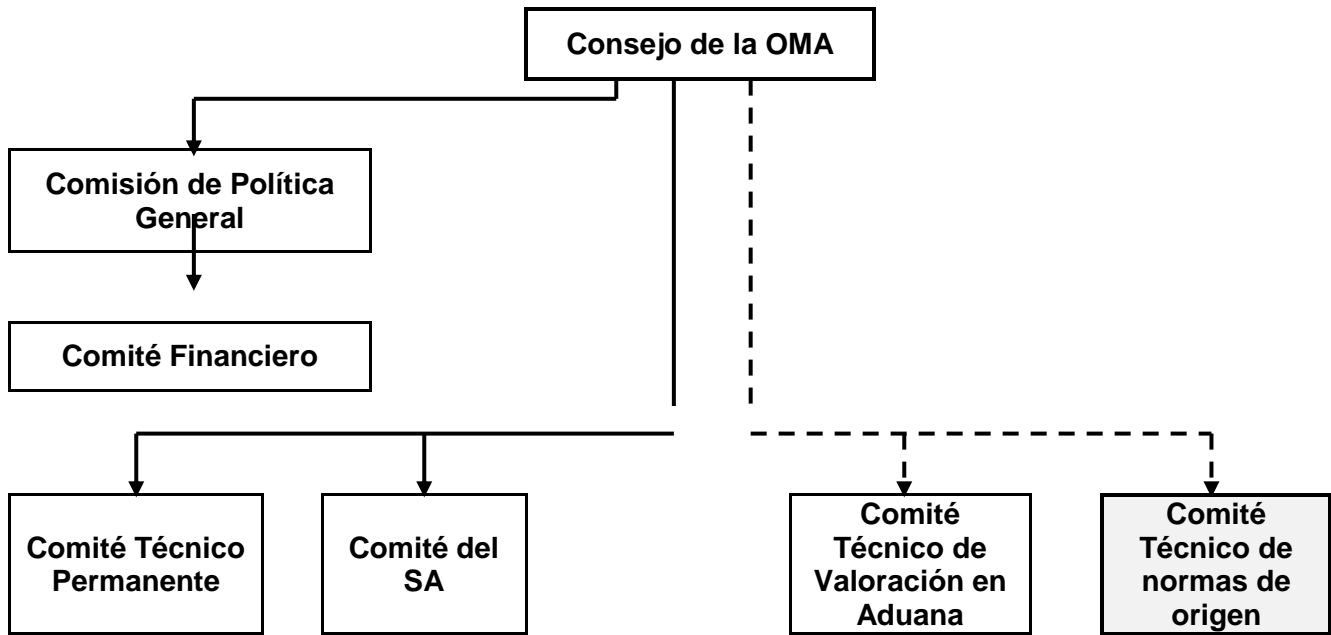 Consejo de la OMA
Comisión de Política
General
Comité Financiero
Comité Técnico
Permanente
Comité del
SA
Comité
Técnico de
Valoración en
Aduana
Comité
Técnico de
normas de
origen